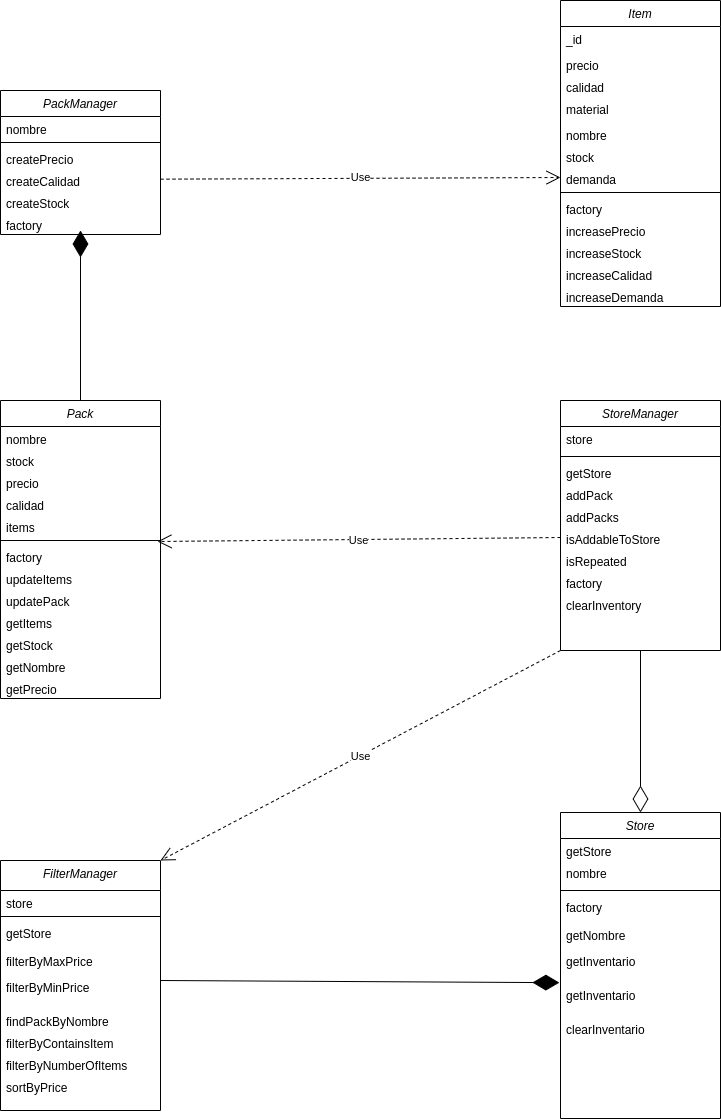 Item
_id
precio
calidad
material
nombre
stock
demanda
factory
increasePrecio
increaseStock
increaseCalidad
increaseDemanda
PackManager
nombre
createPrecio
createCalidad
createStock
factory
Use
Pack
nombre
stock
precio
calidad
items
factory
updateItems
updatePack
getItems
getStock
getNombre
getPrecio
StoreManager
store
getStore
addPack
addPacks
isAddableToStore
isRepeated
factory
clearInventory
Use
Use
Store
getStore
nombre
factory
getNombre
getInventario
getInventario
clearInventario
FilterManager
store
getStore
filterByMaxPrice
filterByMinPrice
findPackByNombre
filterByContainsItem
filterByNumberOfItems
sortByPrice